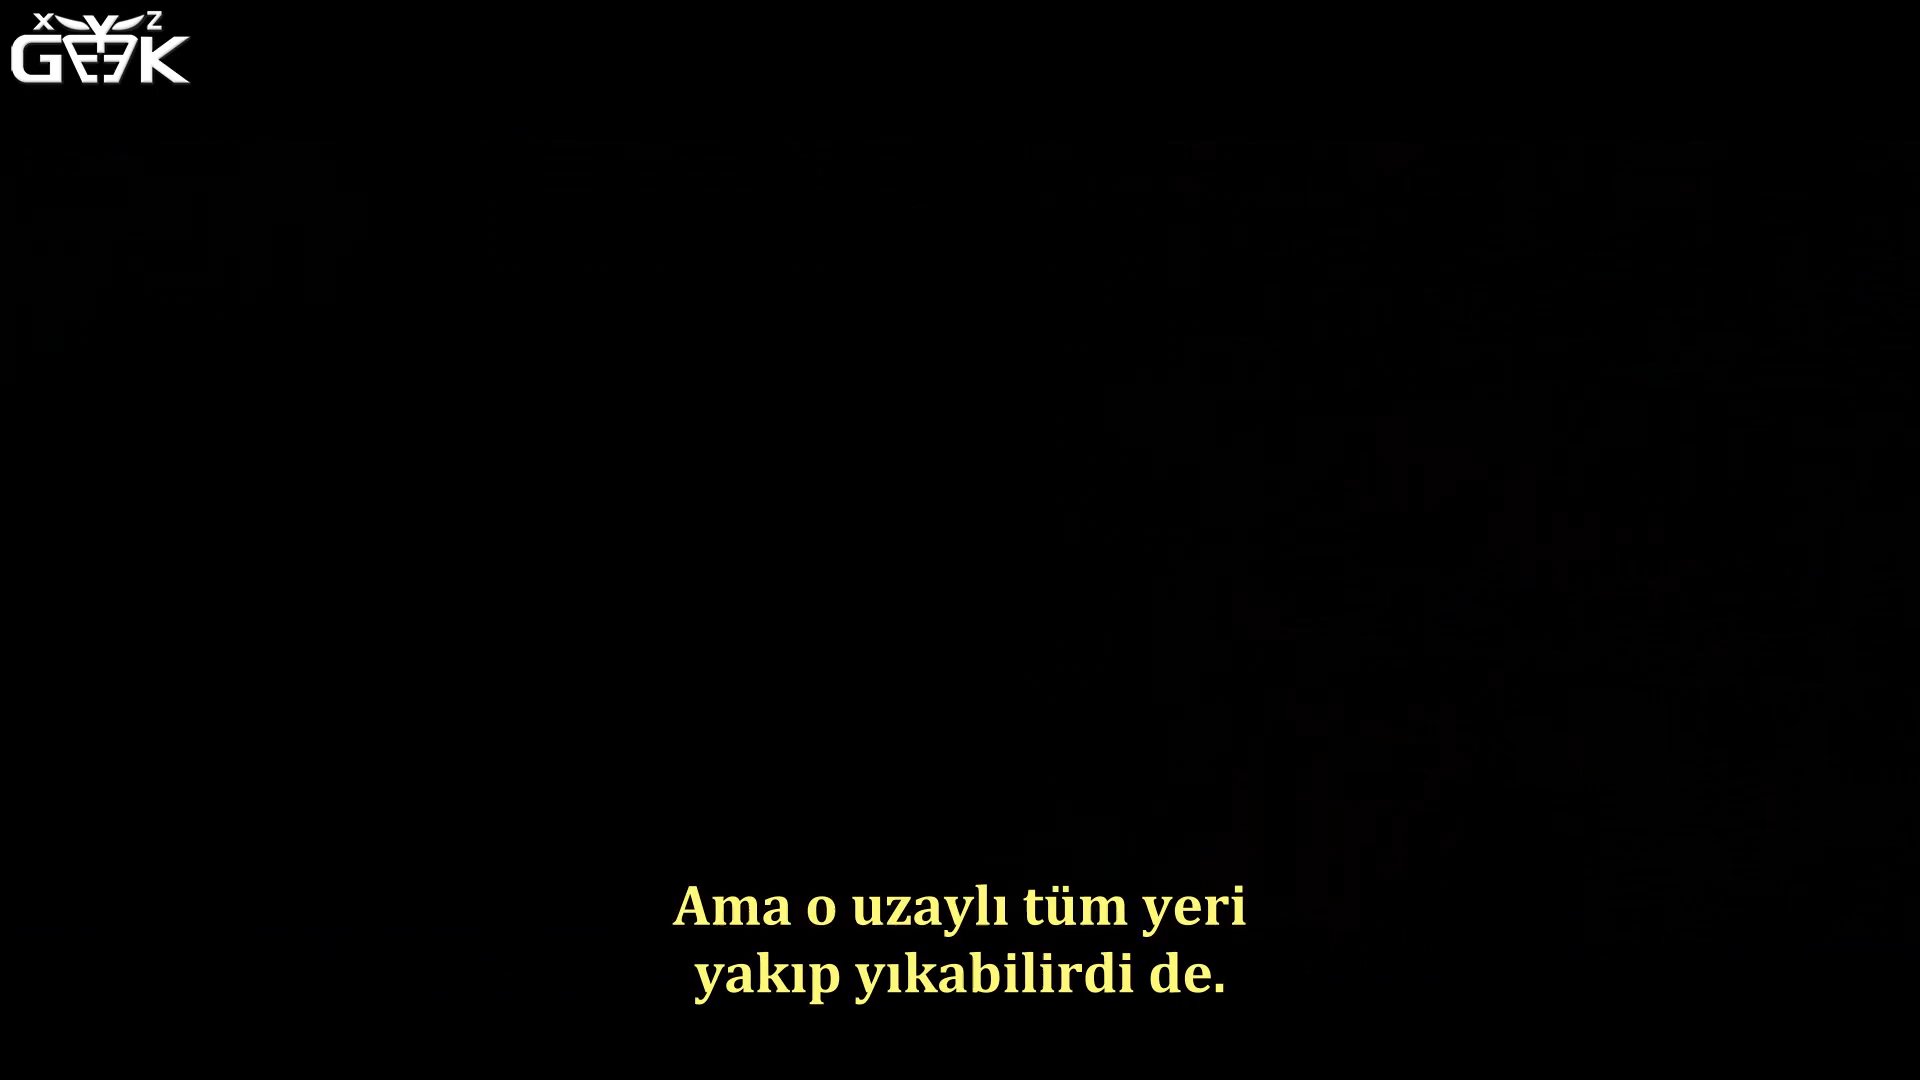 X Y Z
GEEK
Ama o uzaylı tüm yeri
yakıp yıkabilirdi de.